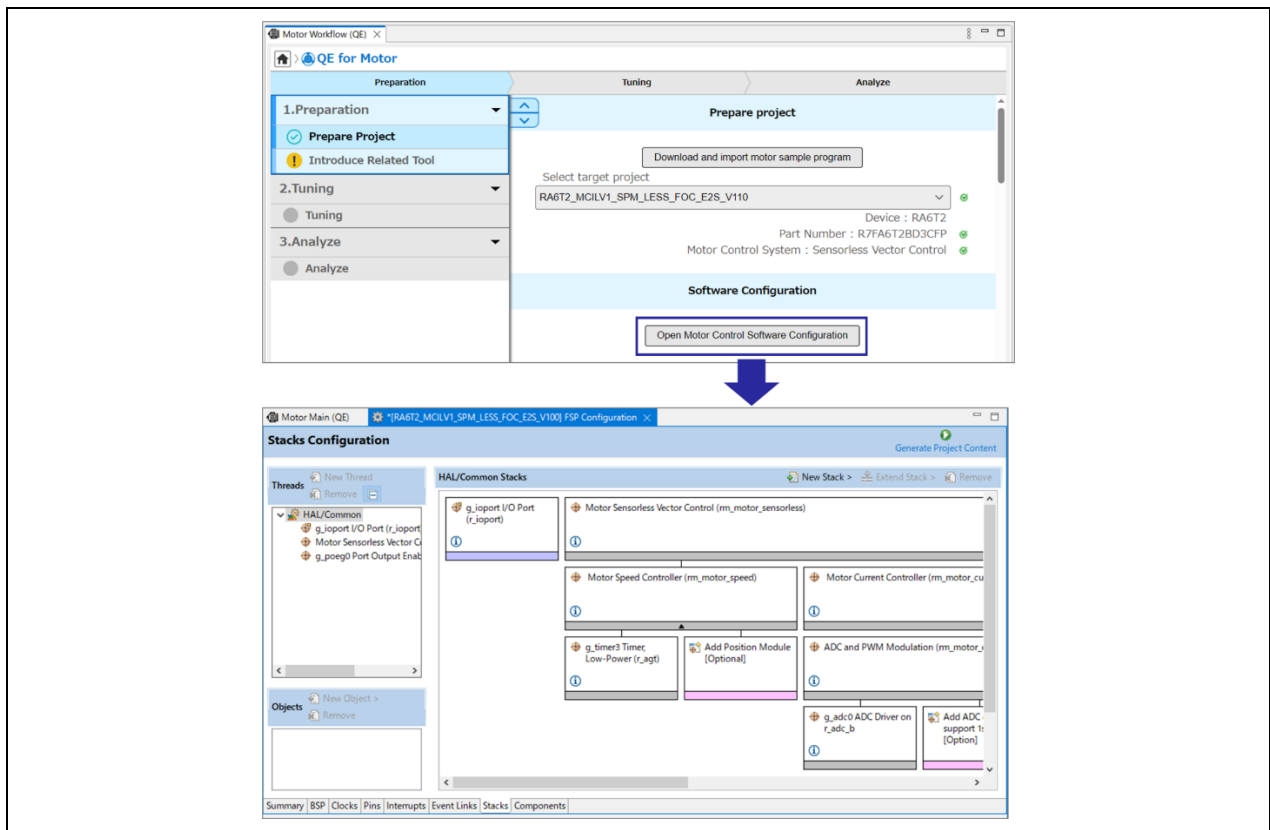 Motor Workflow (QE)
QE for Motor
Preparation
Tuning
Analyze
1.Preparation
Prepare Project
Introduce Related Tool
2.Tuning
Tuning
3.Analyze
Analyze
Prepare project
Download and import motor sample program
Select target project
RA6T2_MCILV1_SPM_LESS_FOC_E2S_V110
Device : RA6T2
Part Number : R7FA6T2BD3CFP
Motor Control System : Sensorless Vector Control
Software Configuration
Open Motor Control Software Configuration
Motor Main (QE)
*[RA6T2_MCILV1_SPM_LESS_FOC_E2S_V100] FSP Configuration
Stacks Configuration
Generate Project Content
Threads
New Thread
Remove
HAL/Common
g_ioport I/O Port (r_ioport
Motor Sensorless Vector C
g_poeg0 Port Output Enab
Objects
New Object >
Remove
HAL/Common Stacks
New Stack >
Extend Stack >
Remove
g_ioport I/O Port
(r_ioport)
Motor Sensorless Vector Control (rm_motor_sensorless)
Motor Speed Controller (rm_motor_speed)
Motor Current Controller (rm_motor_cu
g_timer3 Timer,
Low-Power (r_agt)
Add Position Module
[Optional]
ADC and PWM Modulation (rm_motor_
g_adc0 ADC Driver on
r_adc_b
Add ADC
support 1
[Option]
Summary
BSP
Clocks
Pins
Interrupts
Event Links
Stacks
Components